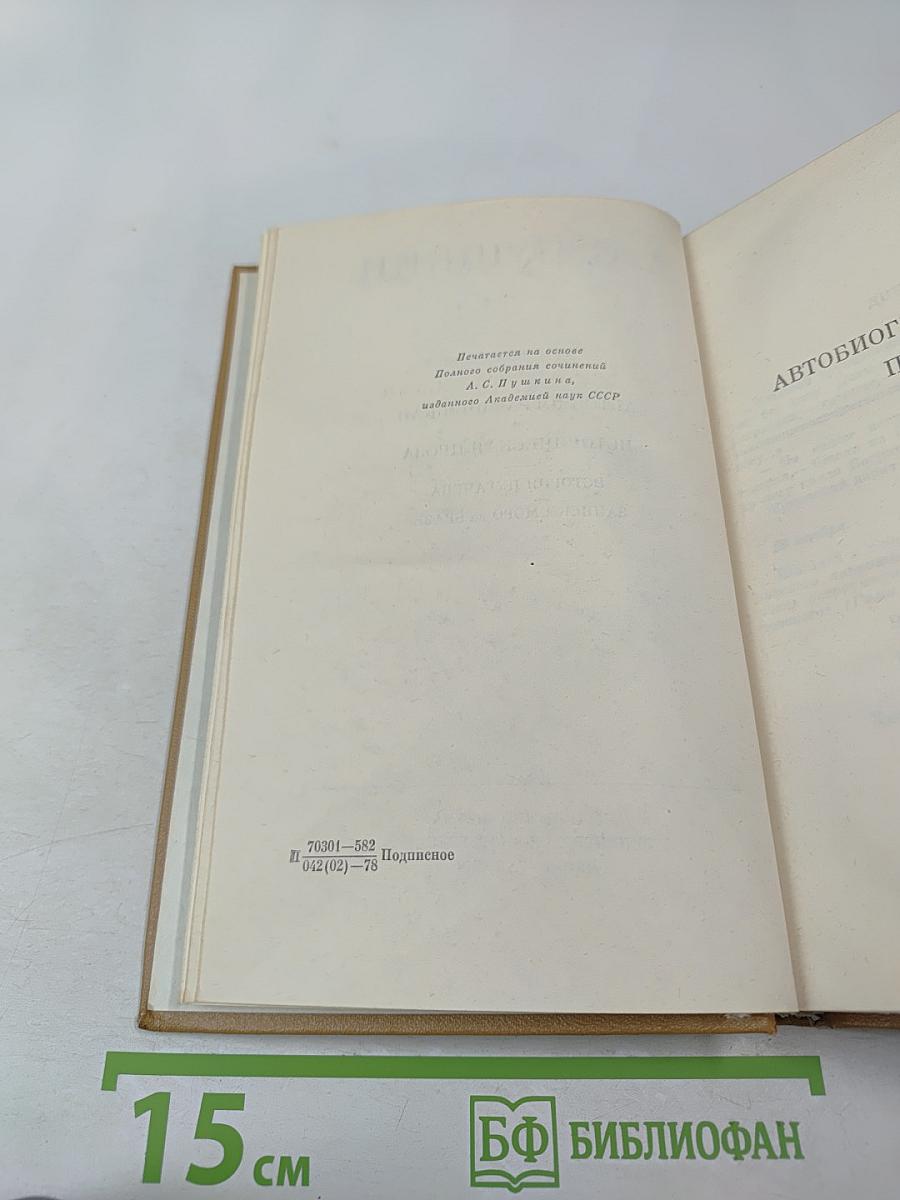 Печатается на основе
Полного собрания сочинений
А. С. Пушкина,
изданного Академией наук СССР
П 70301—582
042(02)—78 Подписное
АВТОБИОГ
П
15 см
БФ БИБЛИОФАН